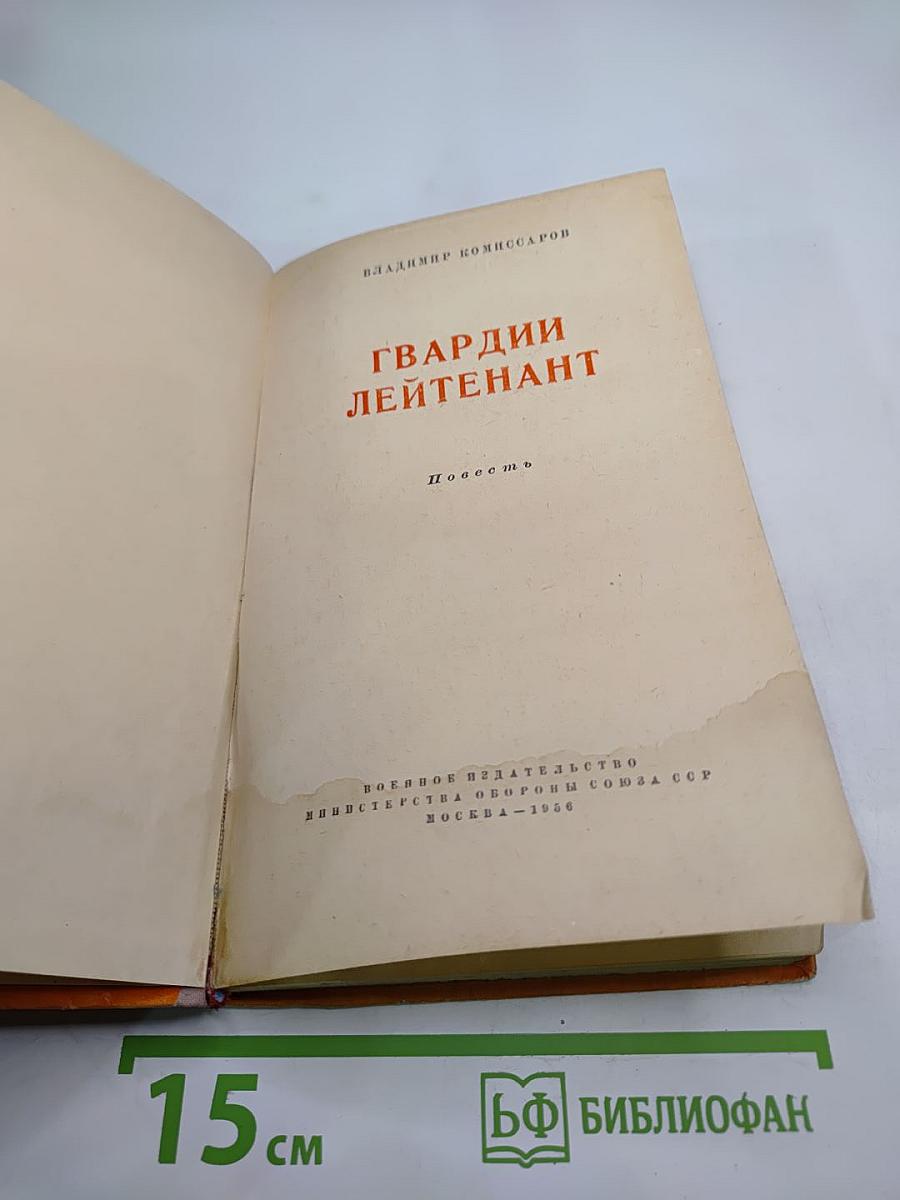 ВЛАДИМИР КОМИССАРОВ
ГВАРДИИ
ЛЕЙТЕНАНТ
Повесть
ВОЕННОЕ ИЗДАТЕЛЬСТВО
МИНИСТЕРСТВА ОБОРОНЫ СОЮЗА ССР
МОСКВА — 1956
15 см
БФ БИБЛИОФАН